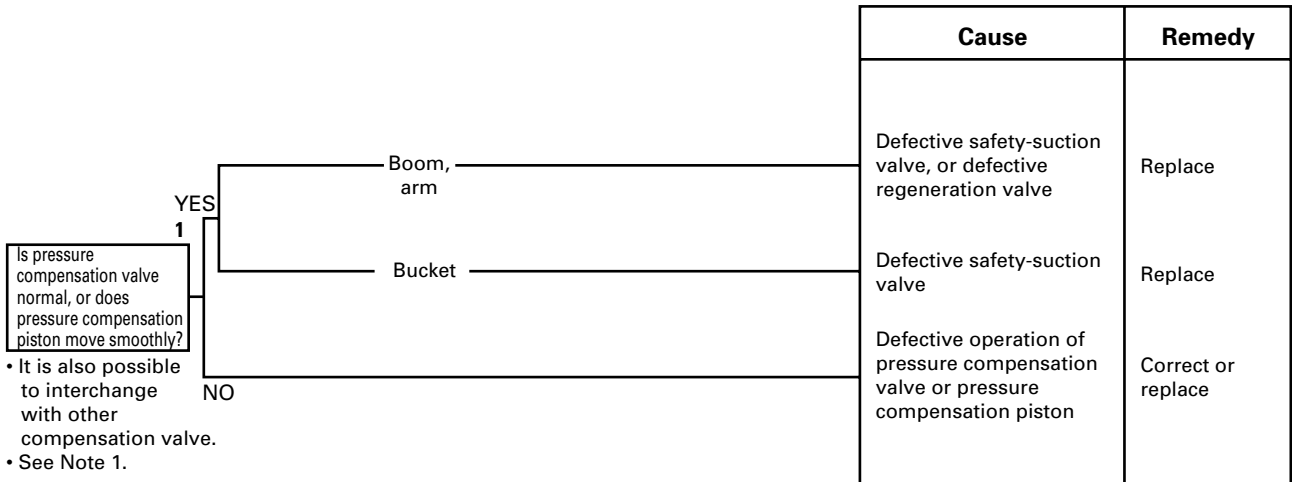 Cause
Remedy
Boom,
arm
Defective safety-suction
valve, or defective
regeneration valve
Replace
YES
1
Is pressure
compensation valve
normal, or does
pressure compensation
piston move smoothly?
Bucket
Defective safety-suction
valve
Replace
• It is also possible
to interchange
with other
compensation valve.
• See Note 1.
NO
Defective operation of
pressure compensation
valve or pressure
compensation piston
Correct or
replace